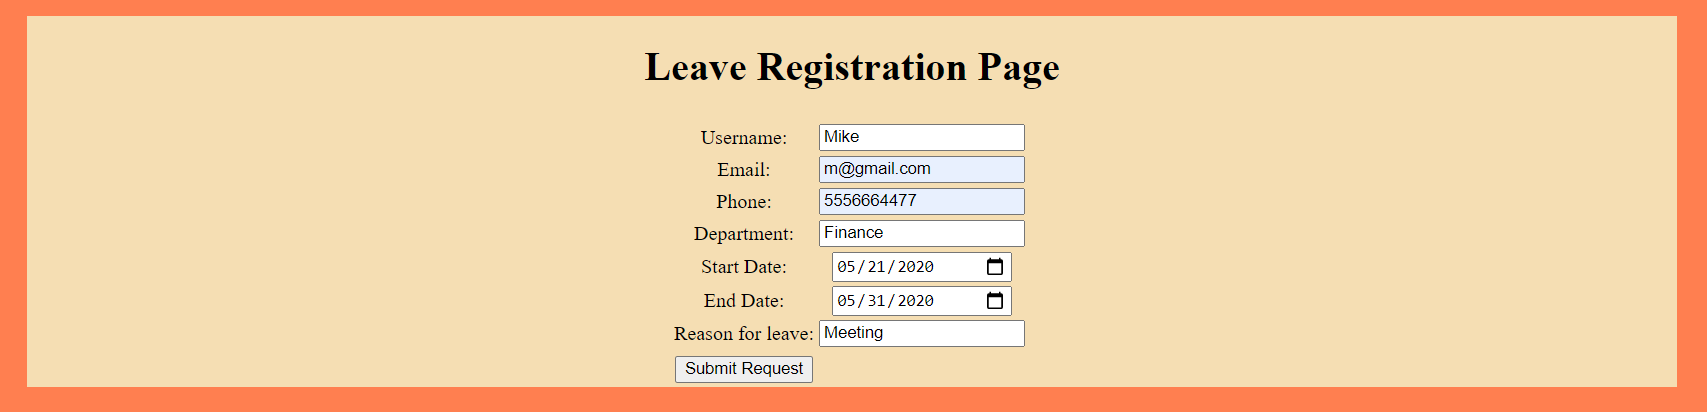 Leave Registration Page
Username: Mike
Email: m@gmail.com
Phone: 5556664477
Department: Finance
Start Date: 05/21/2020
End Date: 05/31/2020
Reason for leave: Meeting
Submit Request